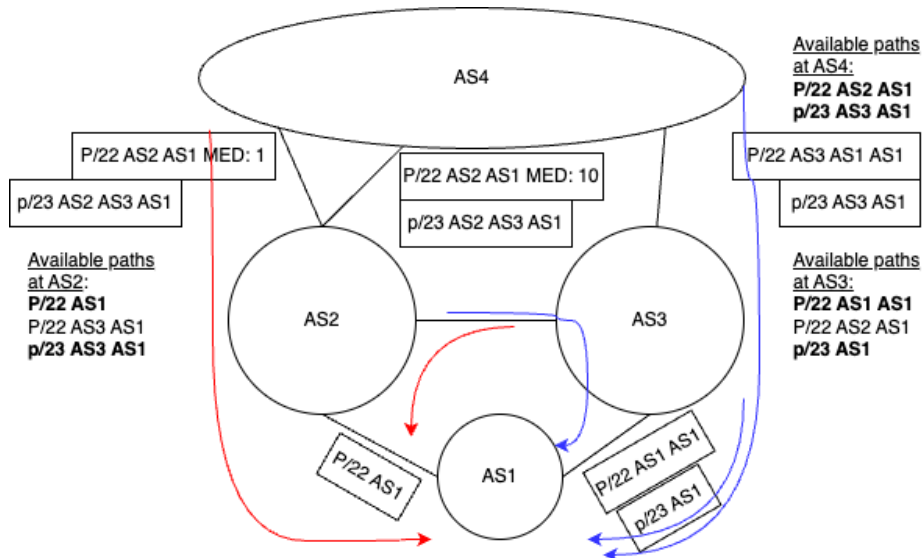 AS4
Available paths
at AS4:
P/22 AS2 AS1
p/23 AS3 AS1
P/22 AS2 AS1 MED: 1
p/23 AS2 AS3 AS1
P/22 AS2 AS1 MED: 10
p/23 AS2 AS3 AS1
P/22 AS3 AS1 AS1
p/23 AS3 AS1
Available paths
at AS2:
P/22 AS1
P/22 AS3 AS1
p/23 AS3 AS1
AS2
AS3
Available paths
at AS3:
P/22 AS1 AS1
P/22 AS2 AS1
p/23 AS1
P/22 AS1
AS1
P/22 AS1 AS1
p/23 AS1